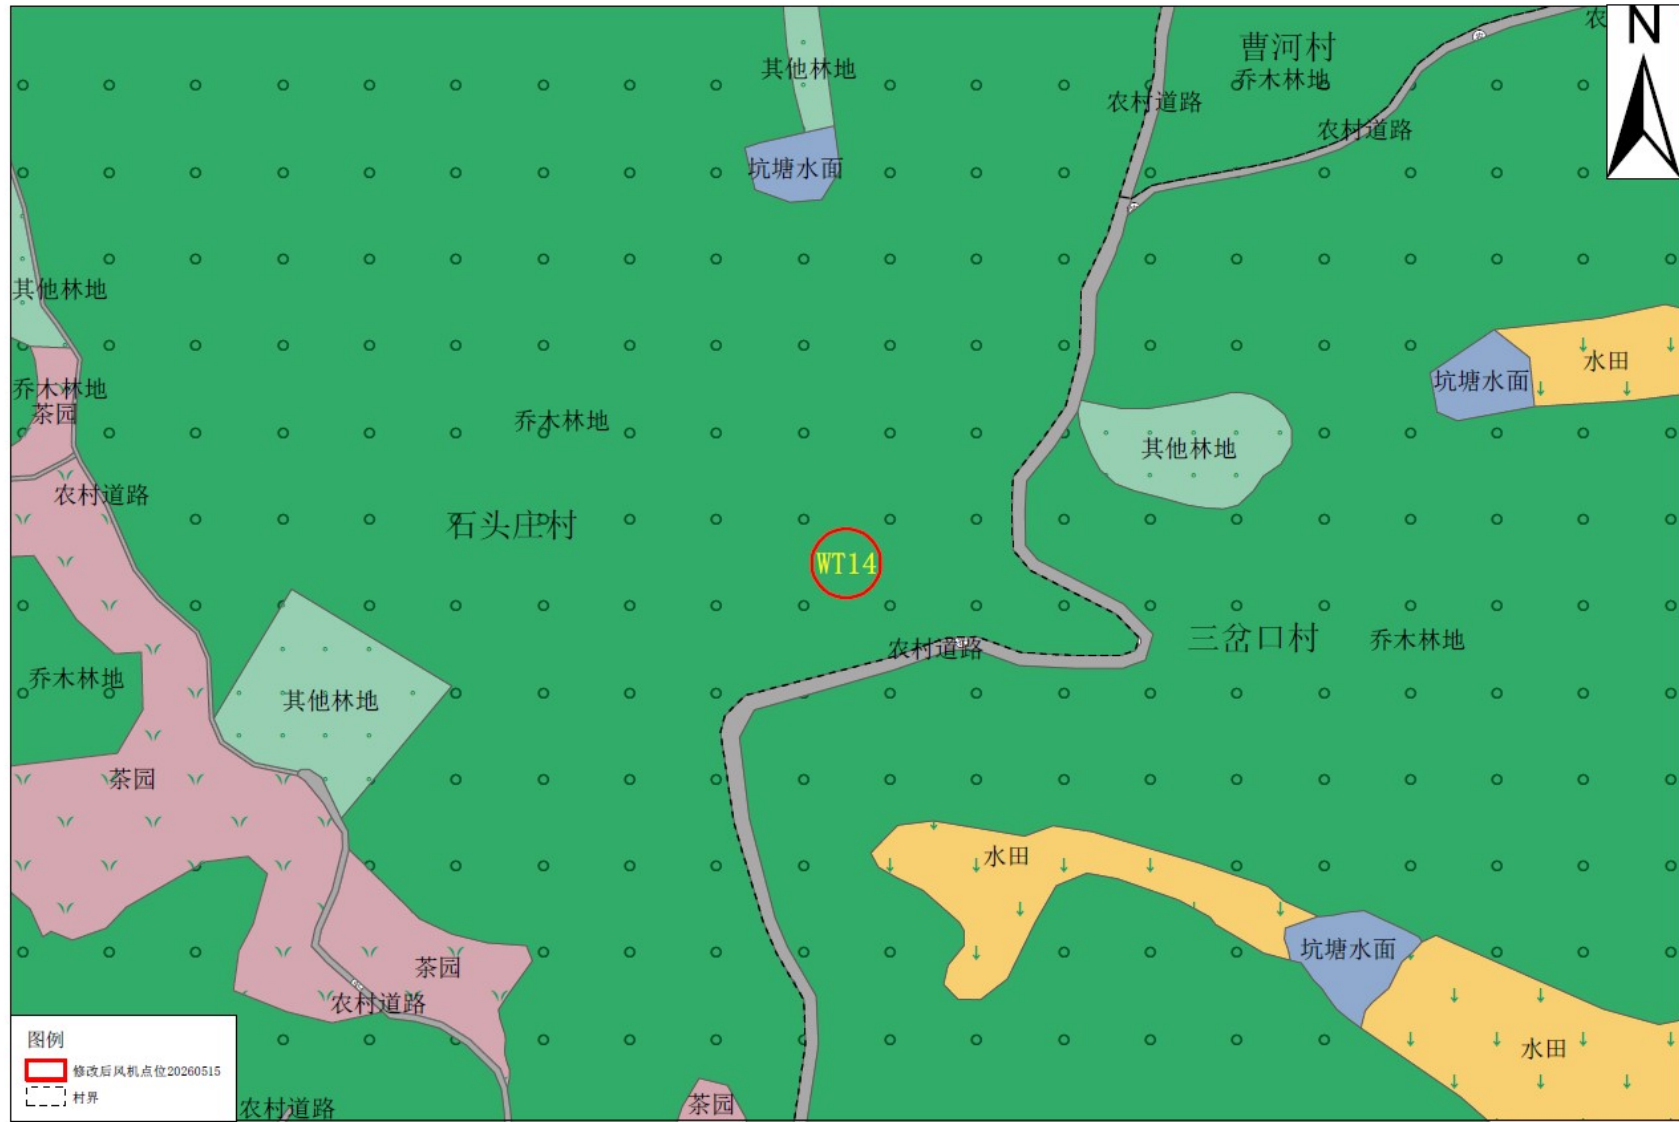 农
N
曹河村
其他林地
乔木林地
农村道路
农村道路
坑塘水面
其他林地
水田
坑塘水面
乔木林地
茶园
乔木林地
其他林地
农村道路
石头庄村
WT14
三岔口村
乔木林地
农村道路
乔木林地
其他林地
茶园
水田
坑塘水面
茶园
农村道路
水田
图例
修改后风机点位20260515
村界
农村道路
茶园